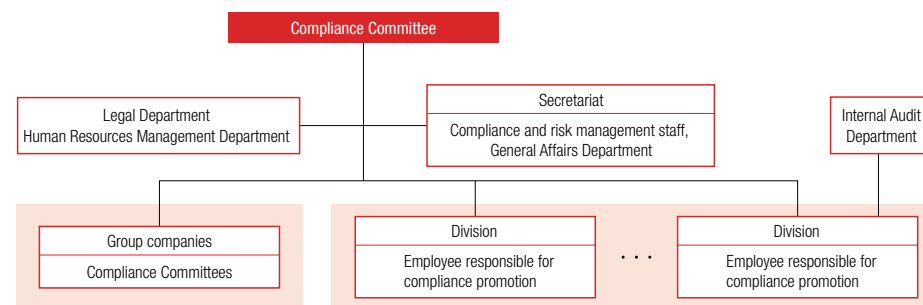 Compliance Committee
Legal Department
Human Resources Management Department
Secretariat
Compliance and risk management staff,
General Affairs Department
Internal Audit
Department
Group companies
Compliance Committees
Division
Employee responsible for
compliance promotion
. . .
Division
Employee responsible for
compliance promotion